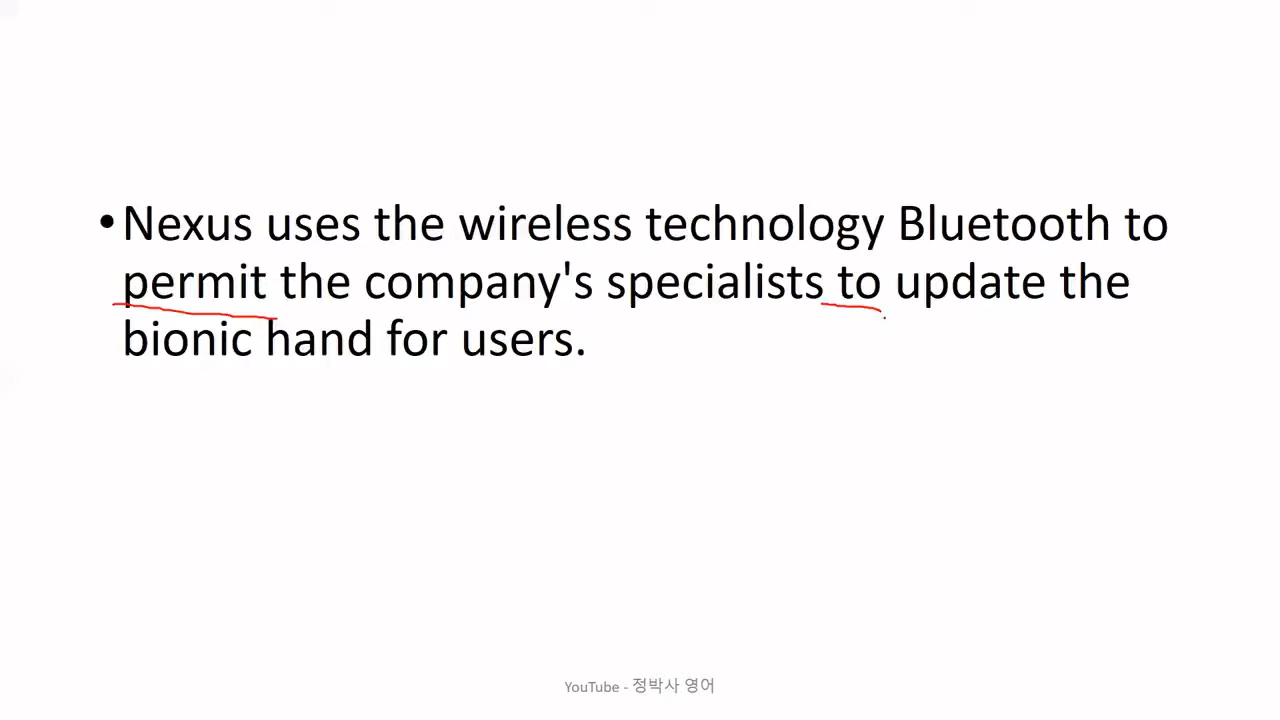 •Nexus uses the wireless technology Bluetooth to
permit the company's specialists to update the
bionic hand for users.
YouTube - 정박사 영어